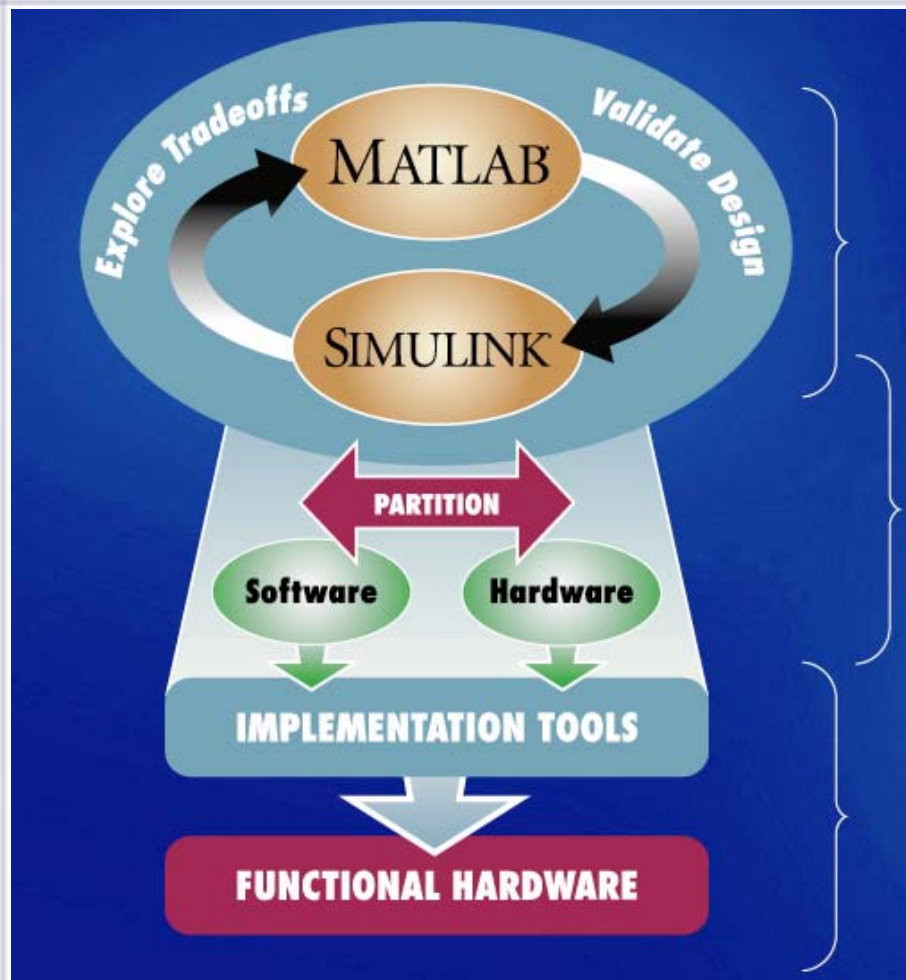 Explore Tradeoffs
MATLAB
Validate Design
SIMULINK
PARTITION
Software
Hardware
IMPLEMENTATION TOOLS
FUNCTIONAL HARDWARE